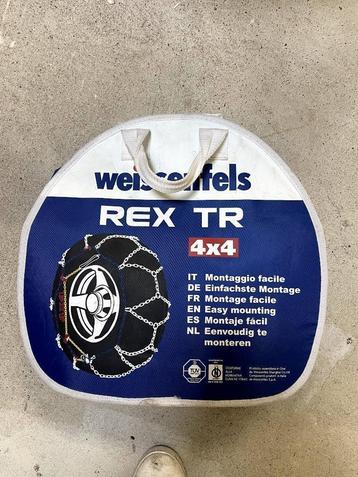 weissenfels
REX TR
4x4
IT Montaggio facile
DE Einfachste Montage
FR Montage facile
EN Easy mounting
ES Montaje fácil
NL Eenvoudig te
monteren